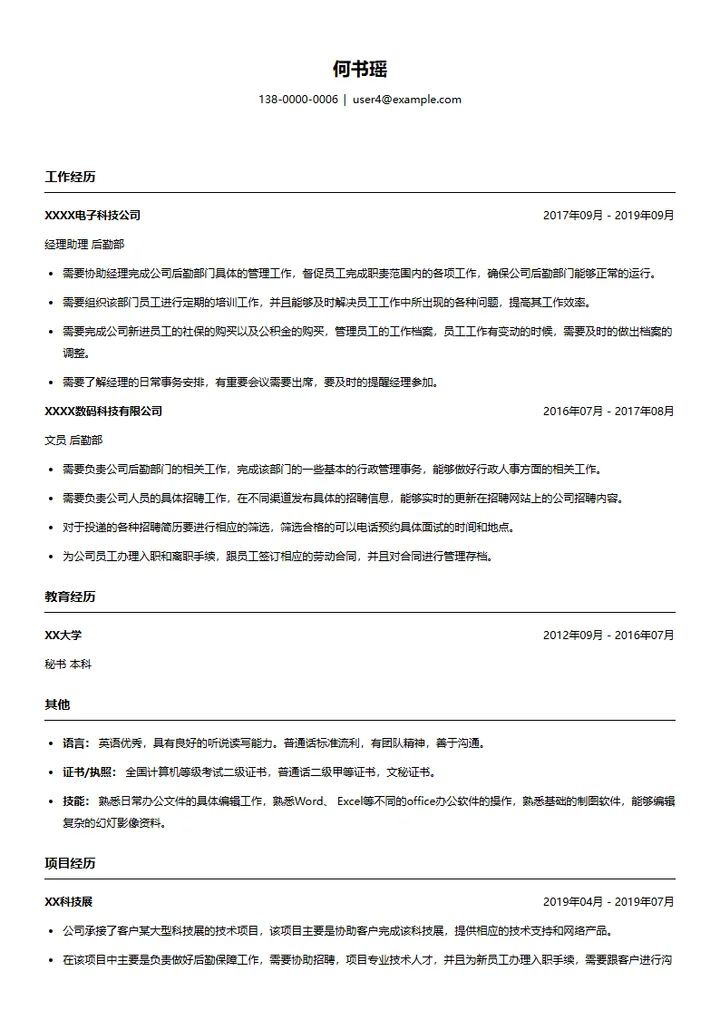 何书瑶
138-0000-0006 | user4@example.com
工作经历
XXXX电子科技公司 2017年09月 - 2019年09月
经理助理 后勤部
• 需要协助经理完成公司后勤部门具体的管理工作，督促员工完成职责范围内的各项工作，确保公司后勤部门能够正常的运行。
• 需要组织该部门员工进行定期的培训工作，并且能够及时解决员工工作中所出现的各种问题，提高其工作效率。
• 需要完成公司新进员工的社保的购买以及公积金的购买，管理员工的工作档案，员工工作有变动的时候，需要及时的做出档案的
调整。
• 需要了解经理的日常事务安排，有重要会议需要出席，要及时的提醒经理参加。
XXXX数码科技有限公司 2016年07月 - 2017年08月
文员 后勤部
• 需要负责公司后勤部门的相关工作，完成该部门的一些基本的行政管理事务，能够做好行政人事方面的相关工作。
• 需要负责公司人员的具体招聘工作，在不同渠道发布具体的招聘信息，能够实时的更新在招聘网站上的公司招聘内容。
• 对于投递的各种招聘简历要进行相应的筛选，筛选合格的可以电话预约具体面试的时间和地点。
• 为公司员工办理入职和离职手续，跟员工签订相应的劳动合同，并且对合同进行管理存档。
教育经历
XX大学 2012年09月 - 2016年07月
秘书 本科
其他
• 语言： 英语优秀，具有良好的听说读写能力。普通话标准流利，有团队精神，善于沟通。
• 证书/执照： 全国计算机等级考试二级证书，普通话二级甲等证书，文秘证书。
• 技能： 熟悉日常办公文件的具体编辑工作，熟悉Word、 Excel等不同的office办公软件的操作，熟悉基础的制图软件，能够编辑
复杂的幻灯影像资料。
项目经历
XX科技展 2019年04月 - 2019年07月
• 公司承接了客户某大型科技展的技术项目，该项目主要是协助客户完成该科技展，提供相应的技术支持和网络产品。
• 在该项目中主要是负责做好后勤保障工作，需要协助招聘，项目专业技术人才，并且为新员工办理入职手续，需要跟客户进行沟